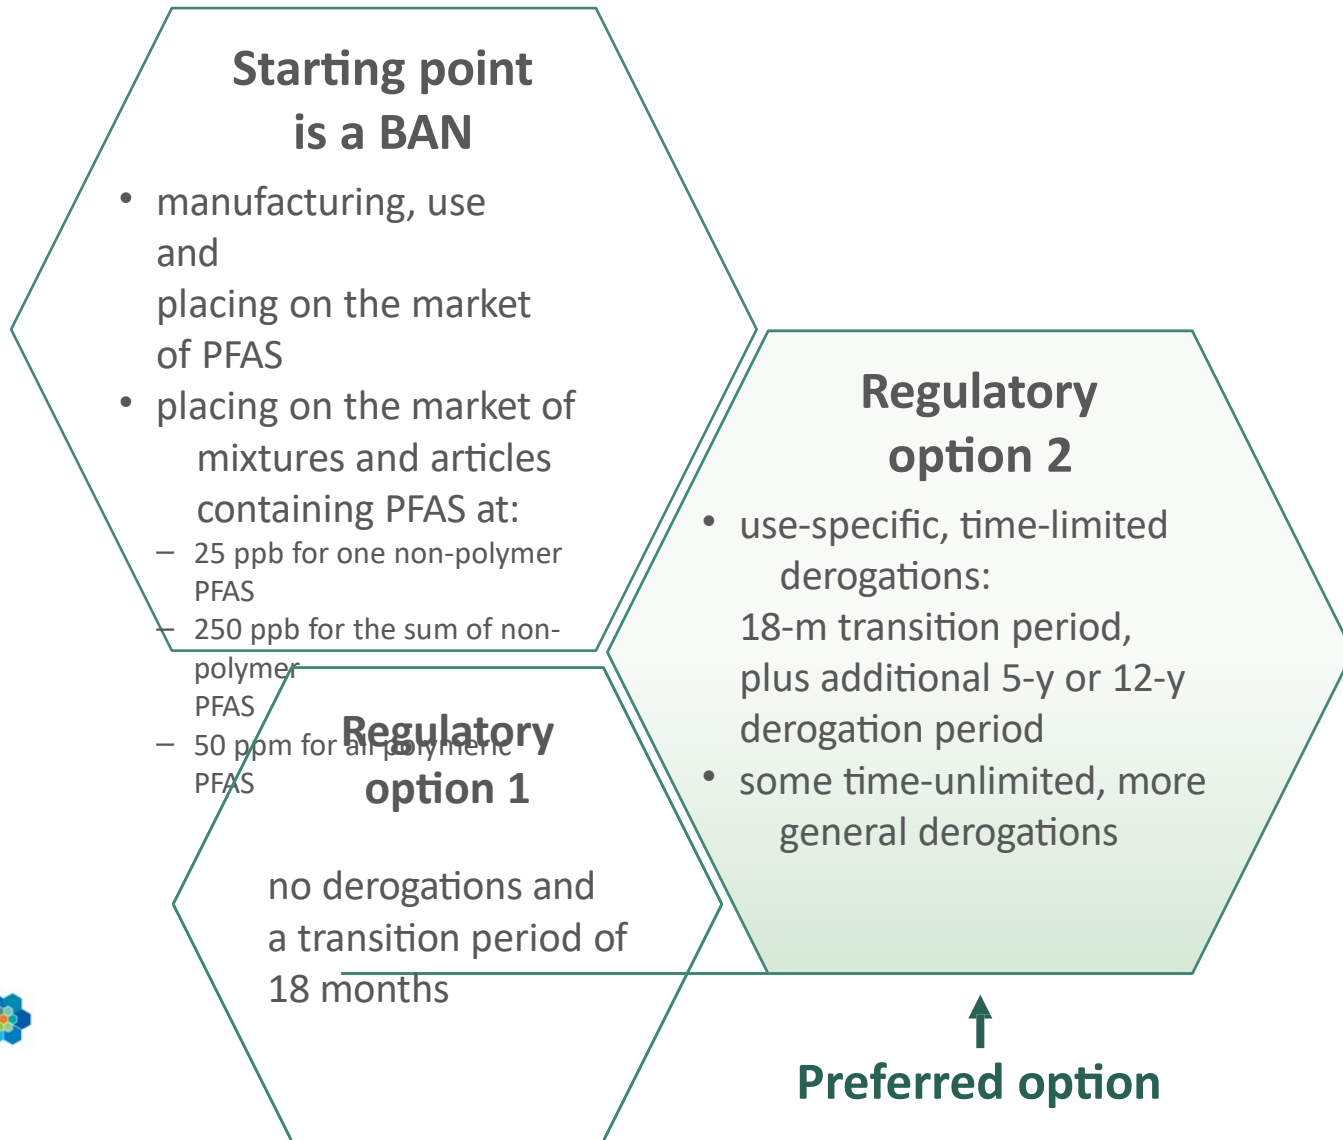 Starting point
is a BAN
• manufacturing, use
and
placing on the market
of PFAS
• placing on the market of
mixtures and articles
containing PFAS at:
– 25 ppb for one non-polymer
PFAS
– 250 ppb for the sum of non-
polymer
PFAS
– 50 ppm for all polymeric
PFAS
Regulatory
option 1
no derogations and
a transition period of
18 months
Regulatory
option 2
• use-specific, time-limited
derogations:
18-m transition period,
plus additional 5-y or 12-y
derogation period
• some time-unlimited, more
general derogations
Preferred option